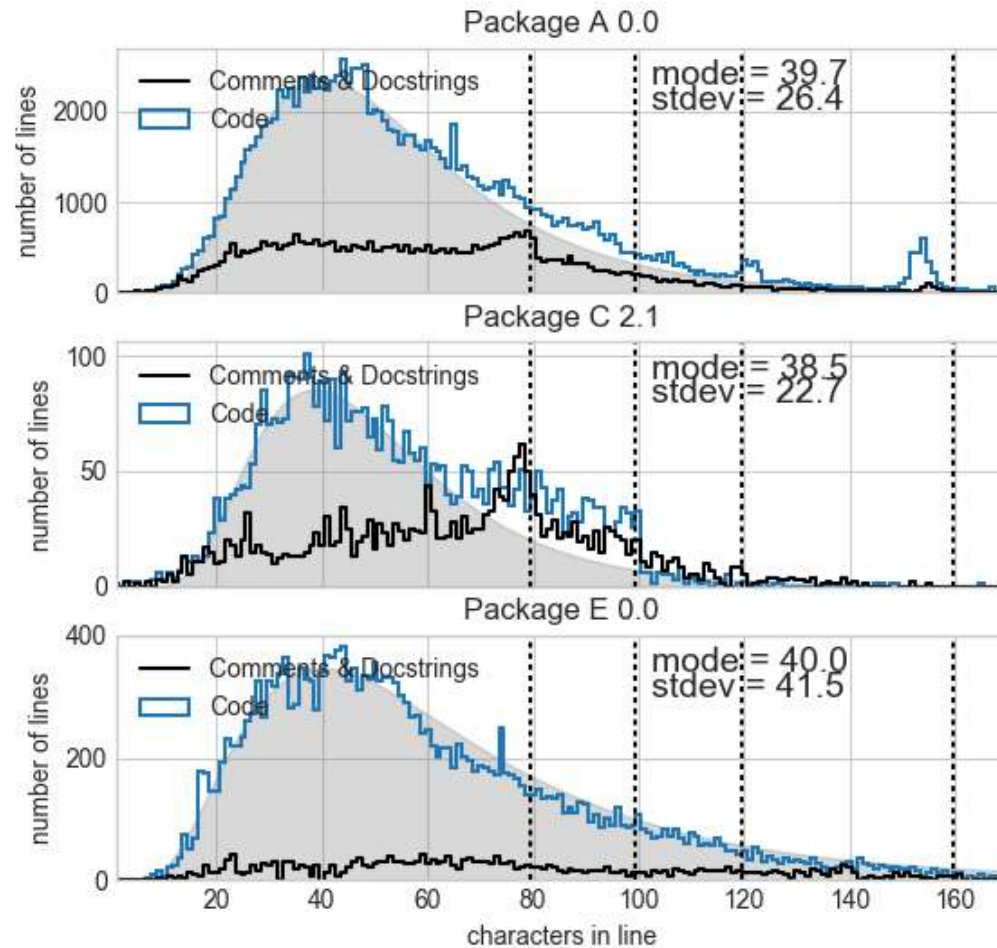 Package A 0.0
number of lines
2000
1000
0
Comments & Docstrings
Code
mode = 39.7
stdev = 26.4
Package C 2.1
number of lines
100
50
0
Comments & Docstrings
Code
mode = 38.5
stdev = 22.7
Package E 0.0
number of lines
400
200
0
Comments & Docstrings
Code
mode = 40.0
stdev = 41.5
20 40 60 80 100 120 140 160
characters in line